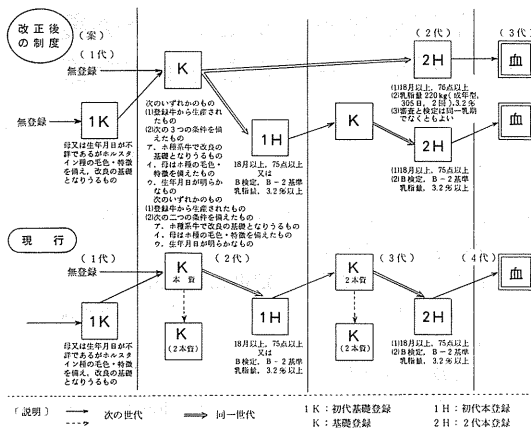 改正後
の制度
(案)
(1代)
(2代)
(3代)
無登録
K
2H
血
無登録
1K
母又は生年月日が不
詳であるがホルスタ
イン種の毛色・特徴
を備え、改良の基礎
となりうるもの
次のいずれかのもの
(1)登録牛から生産され
たもの
(2)次の3つの条件を備
えたもの
ア、ホ種系牛で改良の
基礎となりうるもの
イ、母はホ種の毛色・
特徴を備えたもの
ウ、生年月日が明らか
なもの
1H
18月以上、75点以上
又は
B検定、B-2基準
乳脂量、3.2%以上
K
(1)18月以上、76点以上
(2)乳脂量220kg(成年型、
305日、2回)、3.2%
(3)審査と検定は同一乳期
でなくともよい
2H
血
(1)18月以上、75点以上
(2)B検定、B-2基準
乳脂量、3.2%以上
次のいずれかのもの
(1)登録牛から生産されたもの
(2)次の二つの条件を備えたもの
ア、ホ種系牛で改良の基礎となりうるもの
イ、母はホ種の毛色・特徴を備えたもの
ウ、生年月日が明らかなもの
現行
(1代)
(2代)
(3代)
(4代)
無登録
K
本賀
K
2本賀
血
1K
1H
2H
K
(2本賀)
K
(2本賀)
母又は生年月日が不
詳であるがホルスタ
イン種の毛色・特徴
を備え、改良の基礎
となりうるもの
18月以上、75点以上
又は
B検定、B-2基準
乳脂量、3.2%以上
(1)18月以上、75点以上
(2)B検定、B-2基準
乳脂量、3.2%以上
〔説明〕
次の世代
同一世代
1K:初代基礎登録
1H:初代本登録
K:基礎登録
2H:2代本登録